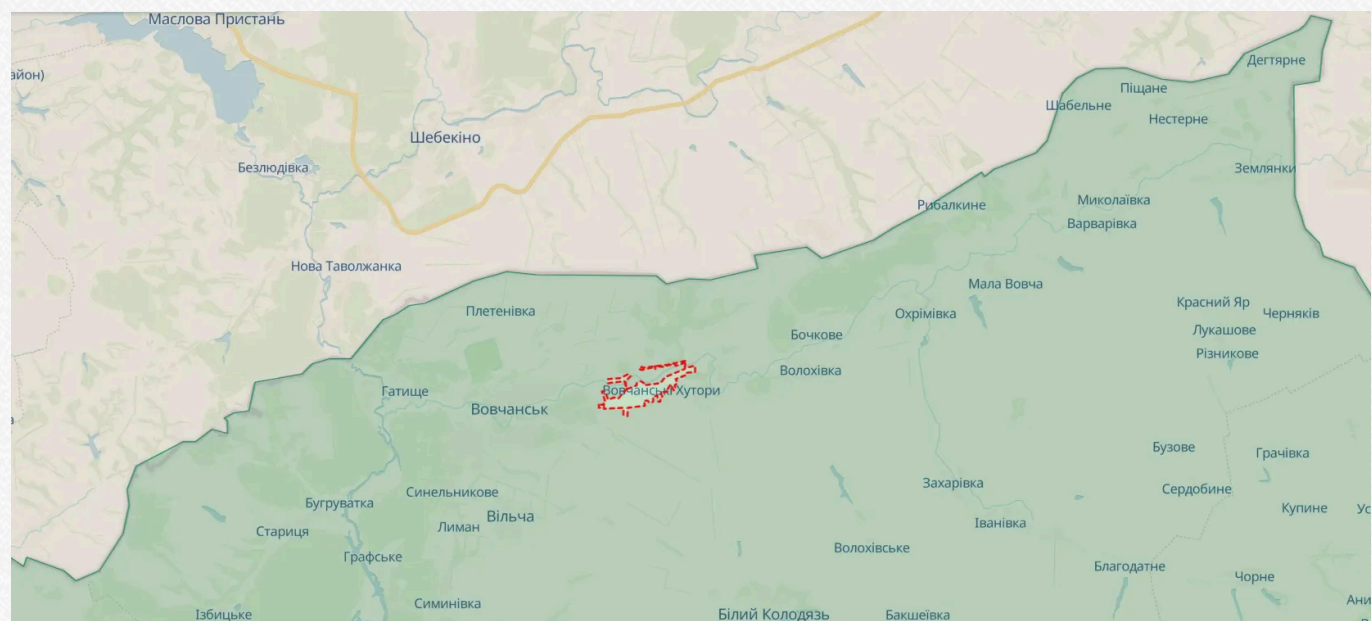 Маслова Пристань
айон)
Дегтярне
Піщане
Шабельне
Нестерне
Шебекіно
Безлюдівка
Землянки
Миколаївка
Рибалкине
Варварівка
Нова Таволжанка
Мала Вовча
Красний Яр
Плетенівка
Охрімівка
Черняків
Лукашове
Бочкове
Різникове
Волохівка
Гатище
Вовчанські Хутори
Вовчанськ
Бузове
Грачівка
Захарівка
Синельникове
Сердобине
Бугруватка
Купине
Ус
Вільча
Іванівка
Лиман
Стариця
Волохівське
Графське
Благодатне
Чорне
Ани
Симинівка
Ізбицьке
Білий Колодязь
Бакшеївка